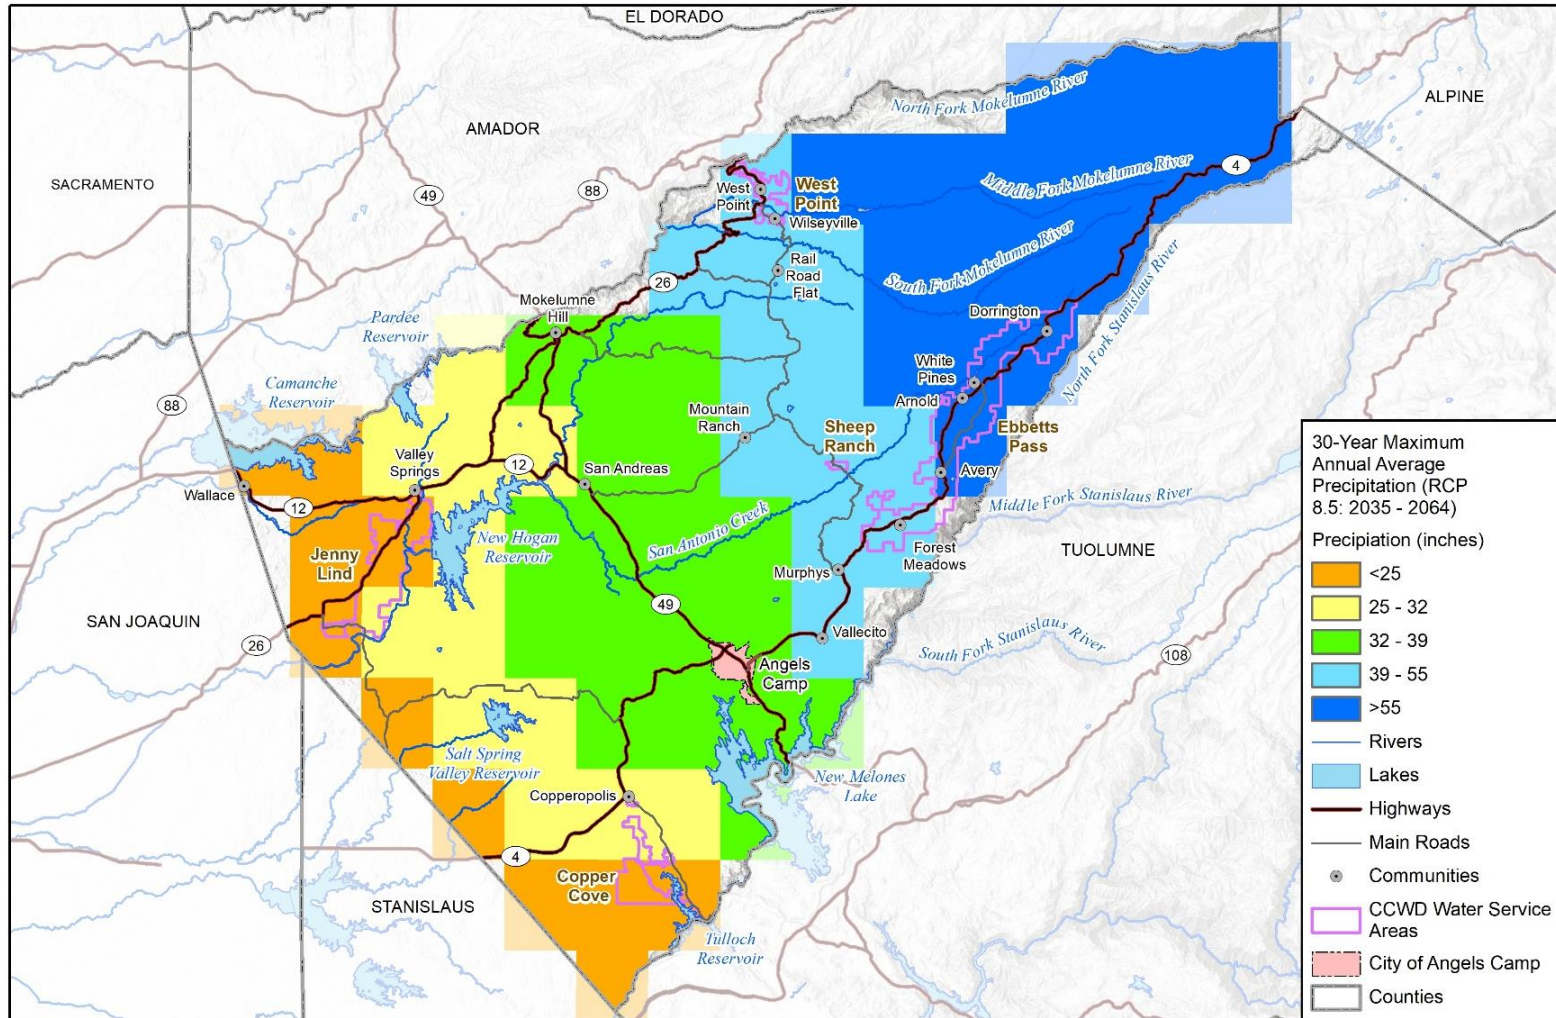 EL DORADO
ALPINE
AMADOR
SACRAMENTO
North Fork Mokelumne River
Middle Fork Mokelumne River
4
49
88
West
Point
West
Point
Wilseyville
South Fork Mokelumne River
Rail
Road
Flat
26
Mokelumne
Hill
Pardee
Reservoir
Dorrington
North Fork Stanislaus River
White
Pines
Arnold
Camanche
Reservoir
88
Mountain
Ranch
Sheep
Ranch
Ebbetts
Pass
Valley
Springs
12
San Andreas
Avery
Wallace
12
Middle Fork Stanislaus River
New Hogan
Reservoir
San Antonio Creek
Forest
Meadows
TUOLUMNE
Jenny
Lind
Murphys
49
SAN JOAQUIN
26
Vallecito
South Fork Stanislaus River
108
Angels
Camp
Salt Spring
Valley Reservoir
New Melones
Lake
Copperopolis
4
Copper
Cove
STANISLAUS
Tulloch
Reservoir
30-Year Maximum
Annual Average
Precipitation (RCP
8.5: 2035 - 2064)
Precipiation (inches)
<25
25 - 32
32 - 39
39 - 55
>55
Rivers
Lakes
Highways
Main Roads
Communities
CCWD Water Service
Areas
City of Angels Camp
Counties